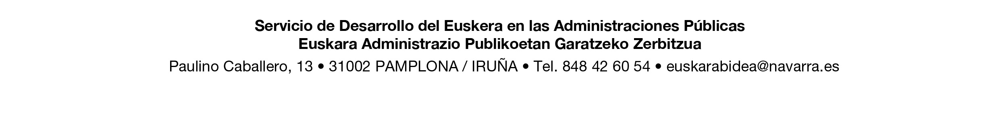 Servicio de Desarrollo del Euskera en las Administraciones Públicas
Euskara Administrazio Publikoetan Garatzeko Zerbitzua
Paulino Caballero, 13 • 31002 PAMPLONA / IRUÑA • Tel. 848 42 60 54 • euskarabidea@navarra.es